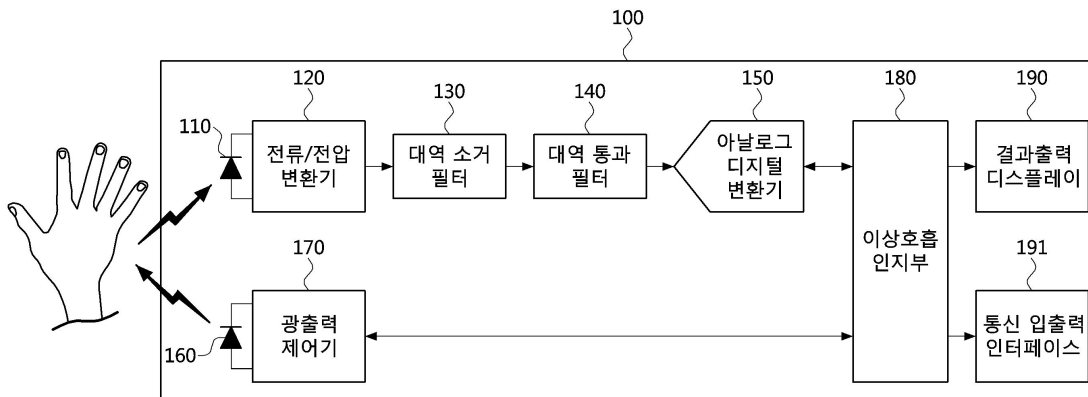 100
120
130
140
150
180
190
110
전류/전압
변환기
대역 소거
필터
대역 통과
필터
아날로그
디지털
변환기
결과출력
디스플레이
이상호흡
인지부
170
191
광출력
제어기
통신 입출력
인터페이스
160